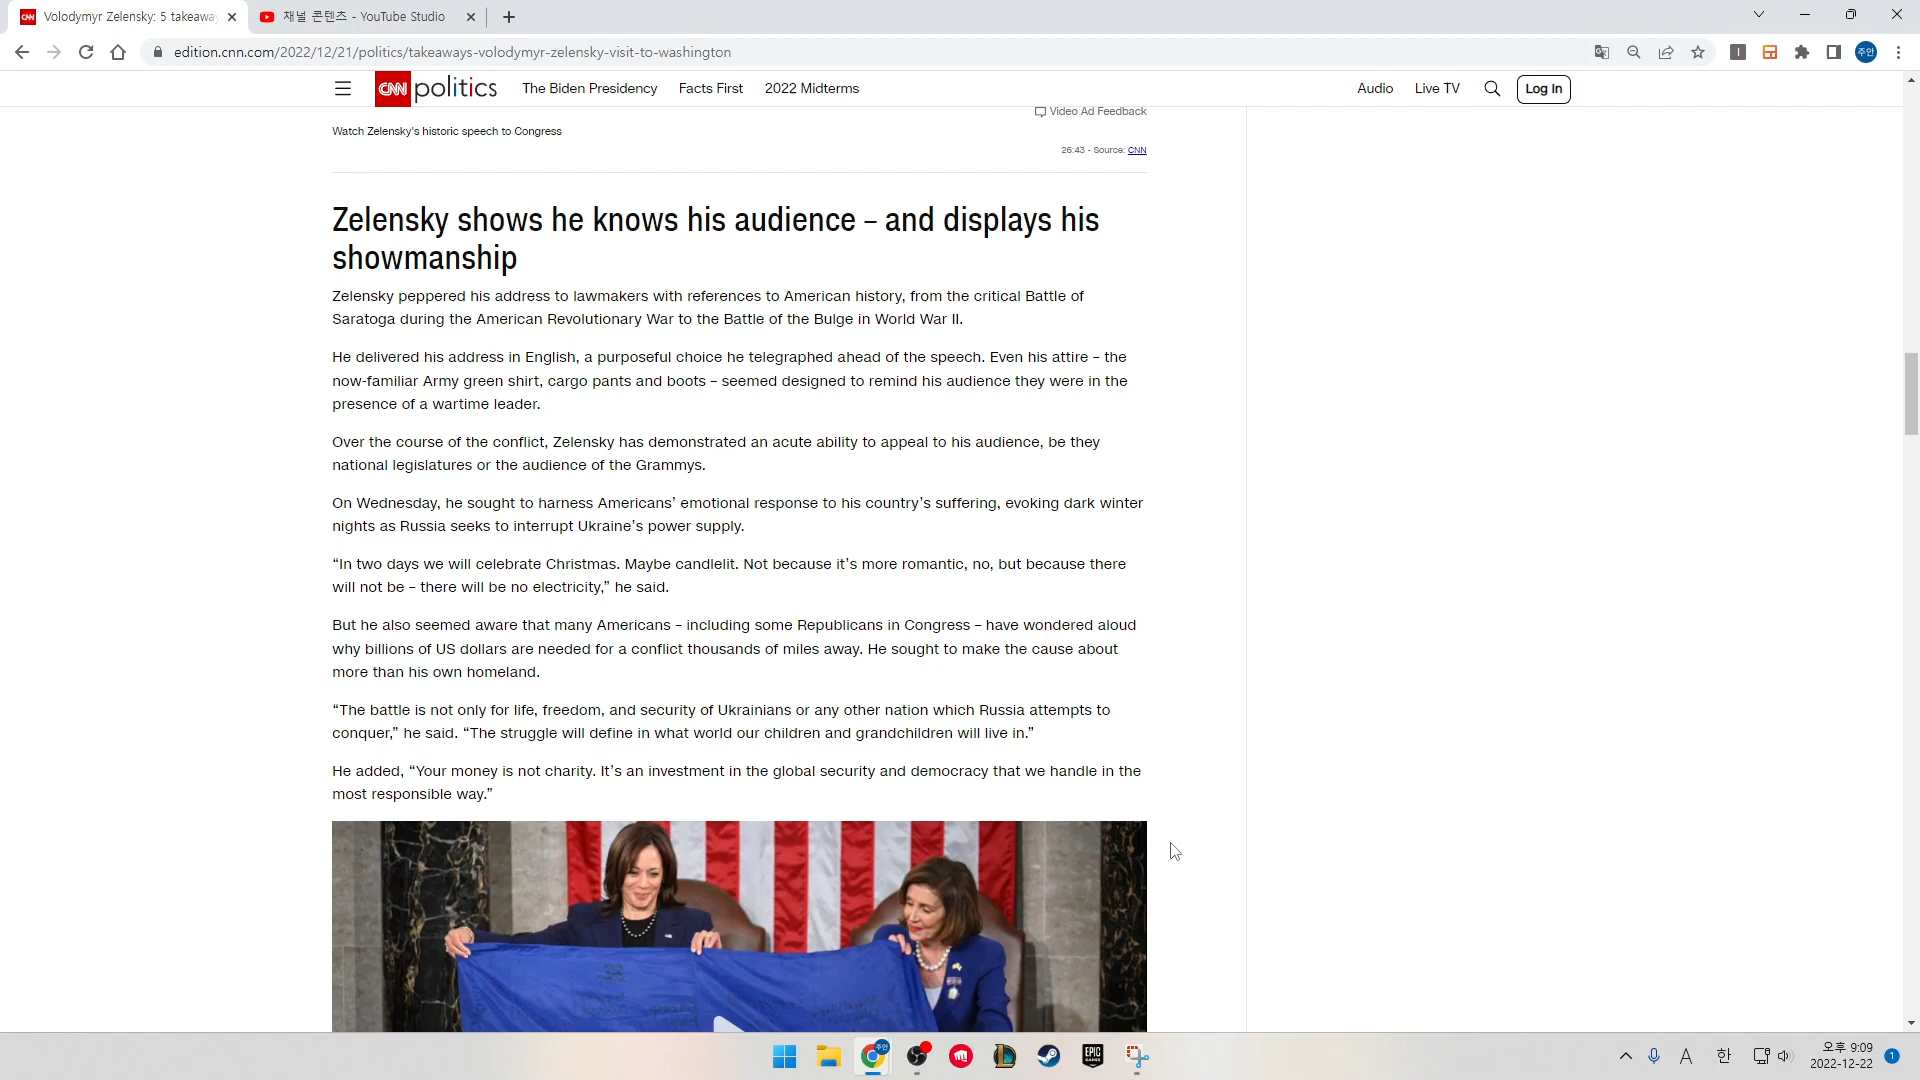 Volodymyr Zelensky: 5 takeaway
채널 콘텐츠 - YouTube Studio
edition.cnn.com/2022/12/21/politics/takeaways-volodymyr-zelensky-visit-to-washington
주안
CNN politics The Biden Presidency Facts First 2022 Midterms Audio Live TV Log In
Video Ad Feedback
Watch Zelensky's historic speech to Congress
26:43 - Source: CNN
Zelensky shows he knows his audience – and displays his
showmanship
Zelensky peppered his address to lawmakers with references to American history, from the critical Battle of
Saratoga during the American Revolutionary War to the Battle of the Bulge in World War II.
He delivered his address in English, a purposeful choice he telegraphed ahead of the speech. Even his attire – the
now-familiar Army green shirt, cargo pants and boots – seemed designed to remind his audience they were in the
presence of a wartime leader.
Over the course of the conflict, Zelensky has demonstrated an acute ability to appeal to his audience, be they
national legislatures or the audience of the Grammys.
On Wednesday, he sought to harness Americans’ emotional response to his country’s suffering, evoking dark winter
nights as Russia seeks to interrupt Ukraine’s power supply.
“In two days we will celebrate Christmas. Maybe candlelit. Not because it’s more romantic, no, but because there
will not be – there will be no electricity,” he said.
But he also seemed aware that many Americans – including some Republicans in Congress – have wondered aloud
why billions of US dollars are needed for a conflict thousands of miles away. He sought to make the cause about
more than his own homeland.
“The battle is not only for life, freedom, and security of Ukrainians or any other nation which Russia attempts to
conquer,” he said. “The struggle will define in what world our children and grandchildren will live in.”
He added, “Your money is not charity. It’s an investment in the global security and democracy that we handle in the
most responsible way.”
주안
EPIC GAMES
A 한
오후 9:09
2022-12-22
1